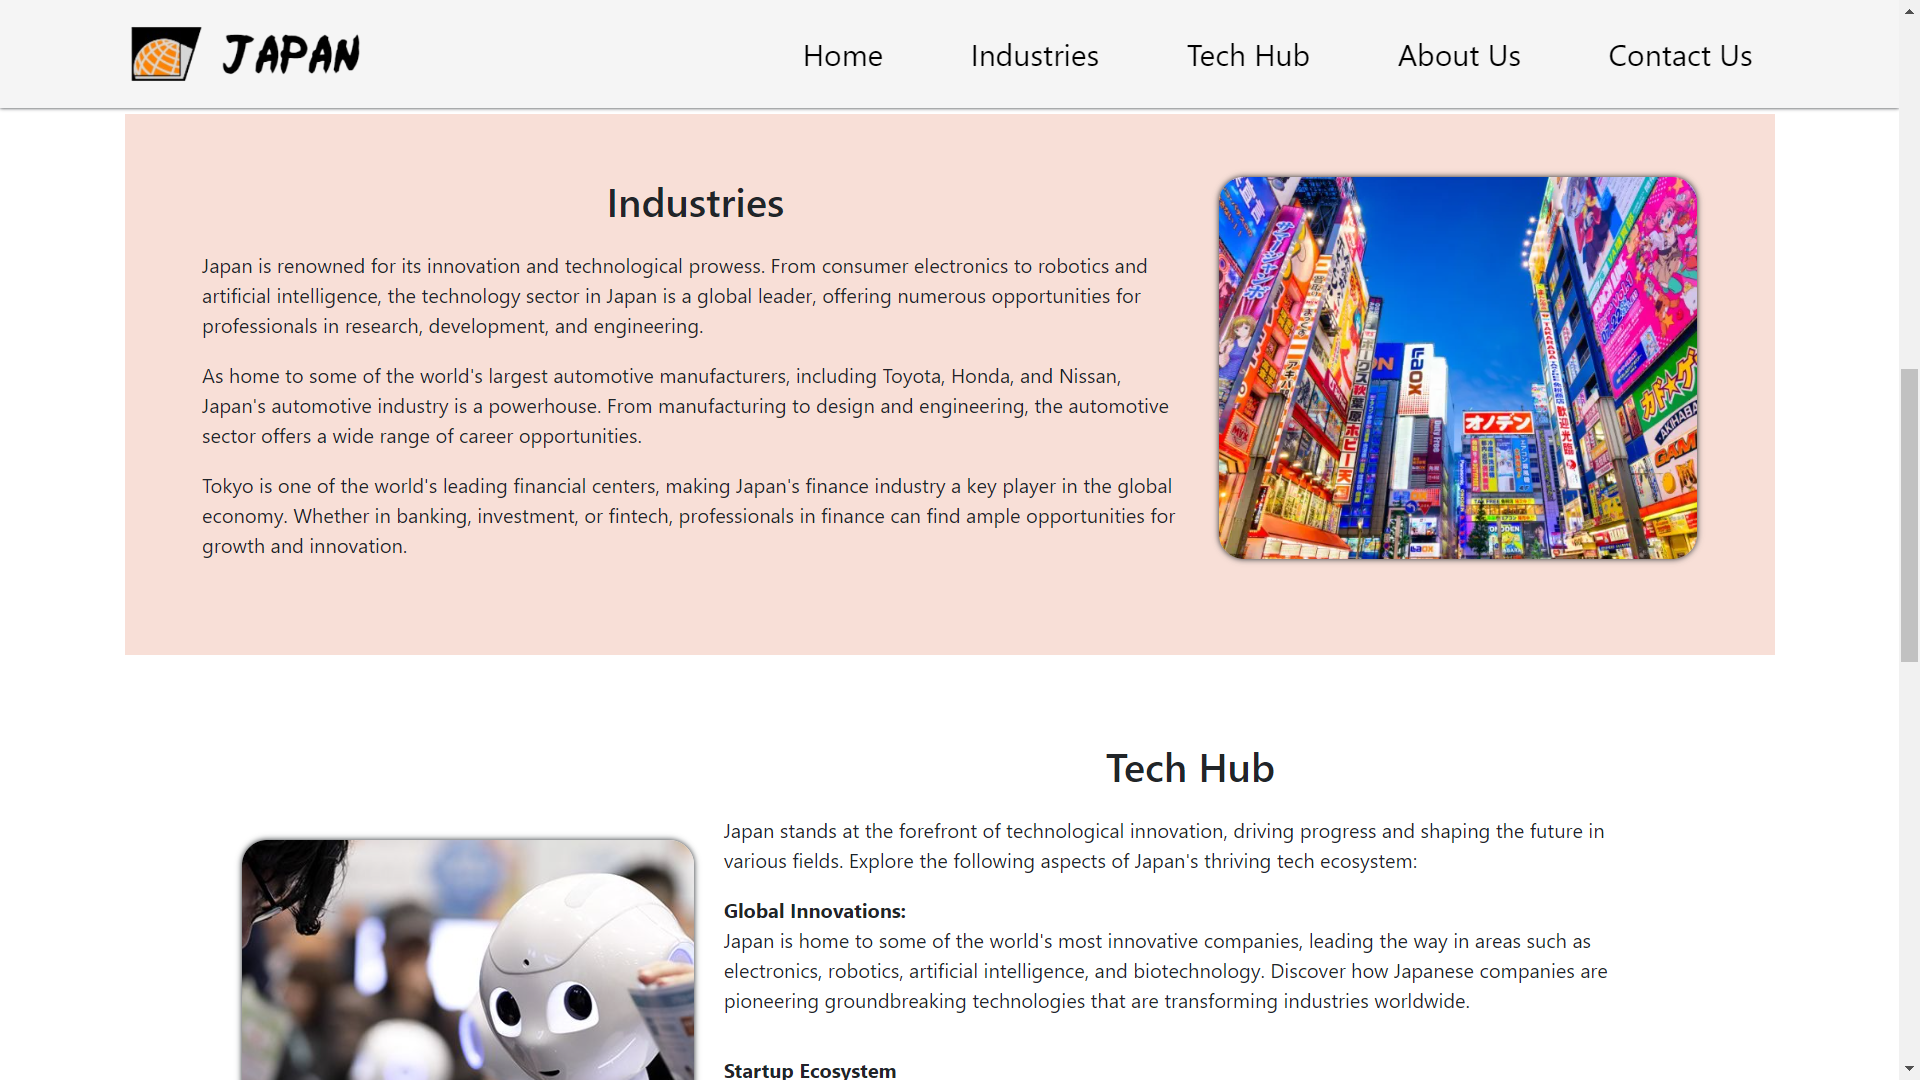 JAPAN
Home
Industries
Tech Hub
About Us
Contact Us
Industries
Japan is renowned for its innovation and technological prowess. From consumer electronics to robotics and
artificial intelligence, the technology sector in Japan is a global leader, offering numerous opportunities for
professionals in research, development, and engineering.
As home to some of the world's largest automotive manufacturers, including Toyota, Honda, and Nissan,
Japan's automotive industry is a powerhouse. From manufacturing to design and engineering, the automotive
sector offers a wide range of career opportunities.
Tokyo is one of the world's leading financial centers, making Japan's finance industry a key player in the global
economy. Whether in banking, investment, or fintech, professionals in finance can find ample opportunities for
growth and innovation.
オノデン
Laox
Tech Hub
Japan stands at the forefront of technological innovation, driving progress and shaping the future in
various fields. Explore the following aspects of Japan's thriving tech ecosystem:
Global Innovations:
Japan is home to some of the world's most innovative companies, leading the way in areas such as
electronics, robotics, artificial intelligence, and biotechnology. Discover how Japanese companies are
pioneering groundbreaking technologies that are transforming industries worldwide.
Startup Ecosystem